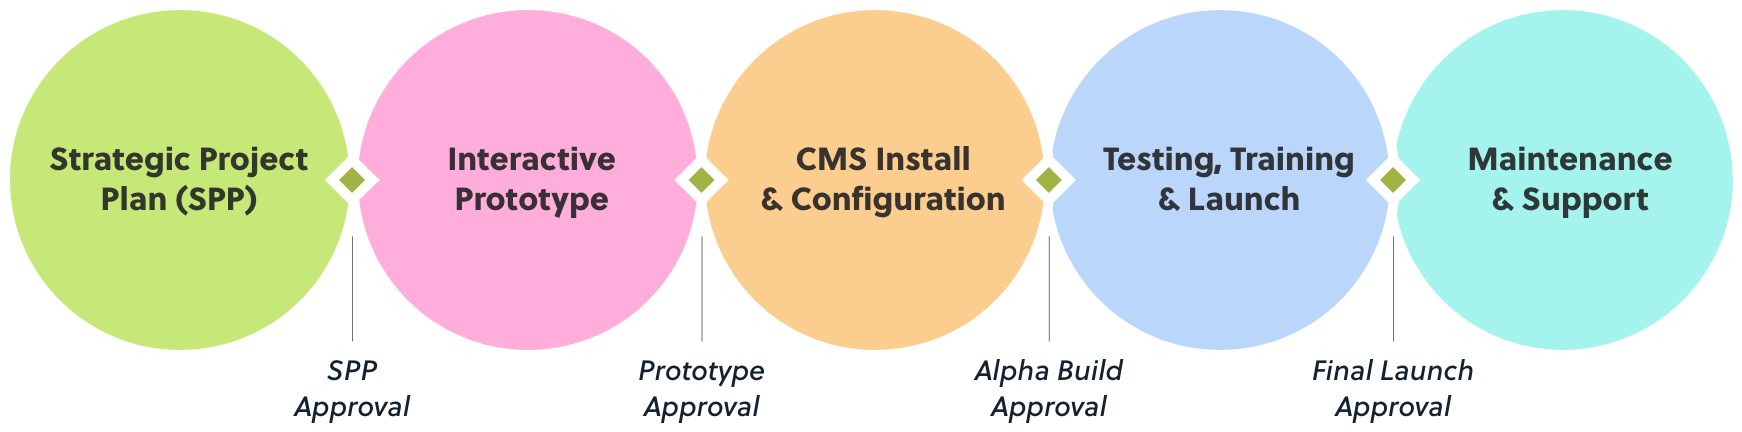 Strategic Project
Plan (SPP)
Interactive
Prototype
CMS Install
& Configuration
Testing, Training
& Launch
Maintenance
& Support
SPP
Approval
Prototype
Approval
Alpha Build
Approval
Final Launch
Approval